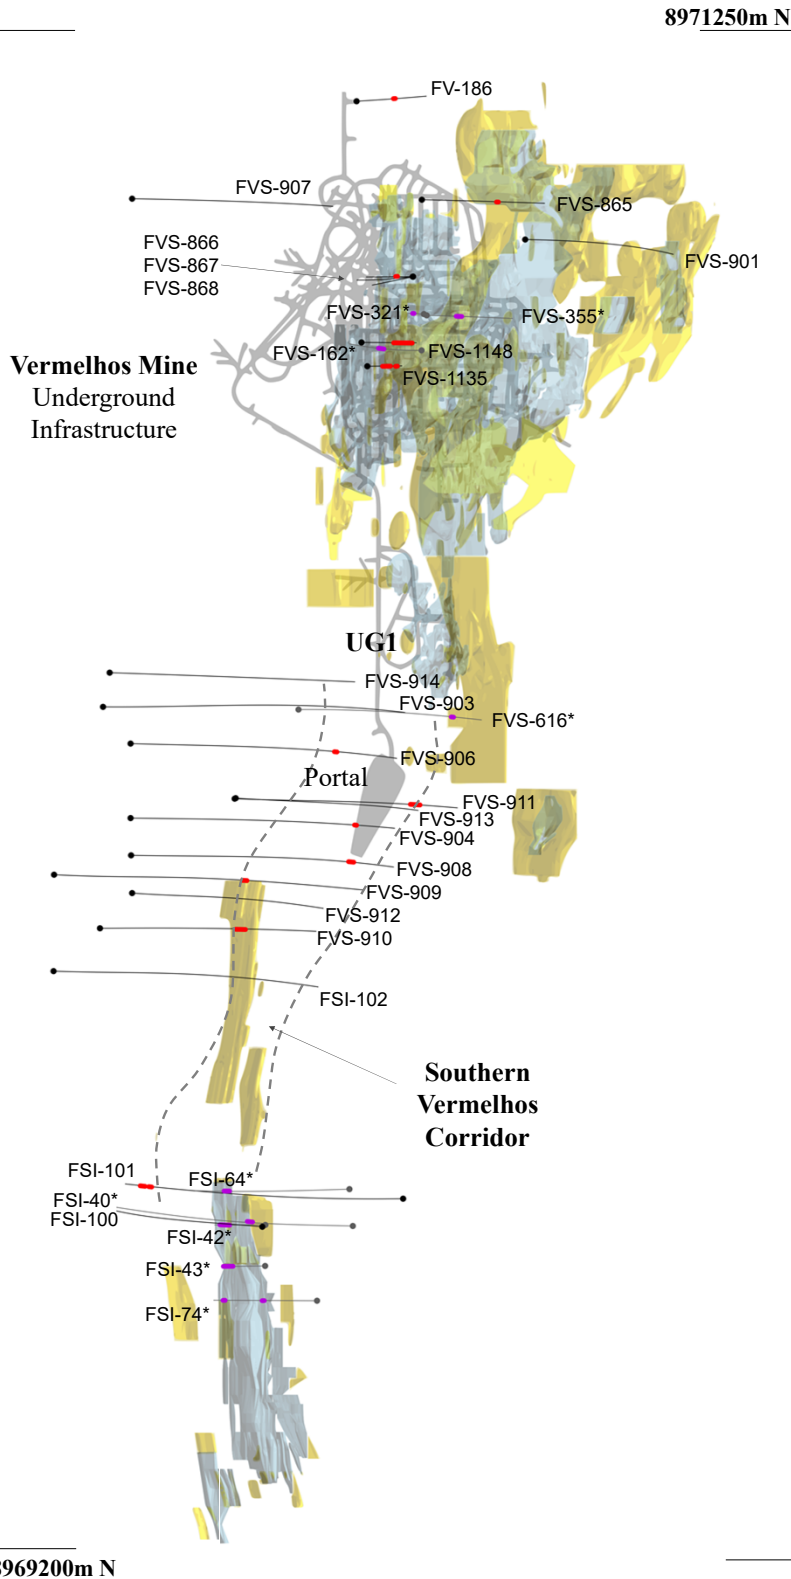 8971250m N
FV-186
FVS-907
FVS-865
FVS-866
FVS-867
FVS-868
FVS-901
FVS-321*
FVS-355*
FVS-162*
FVS-1148
FVS-1135
Vermelhos Mine
Underground
Infrastructure
UG1
FVS-914
FVS-903
FVS-616*
FVS-906
Portal
FVS-911
FVS-913
FVS-904
FVS-908
FVS-909
FVS-912
FVS-910
FSI-102
Southern
Vermelhos
Corridor
FSI-101
FSI-64*
FSI-40*
FSI-100
FSI-42*
FSI-43*
FSI-74*
969200m N